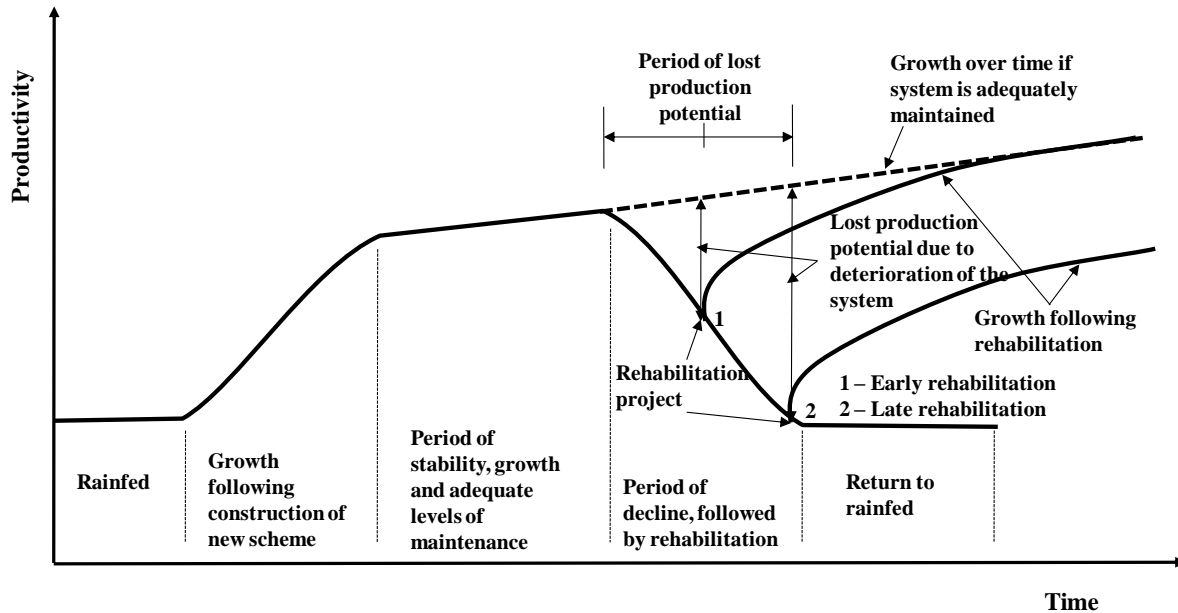 Productivity
Period of lost
production
potential
Growth over time if
system is adequately
maintained
Lost production
potential due to
deterioration of the
system
1
Growth following
rehabilitation
Rehabilitation
project
1 – Early rehabilitation
2 – Late rehabilitation
2
Rainfed
Growth
following
construction of
new scheme
Period of
stability, growth
and adequate
levels of
maintenance
Period of
decline, followed
by rehabilitation
Return to
rainfed
Time